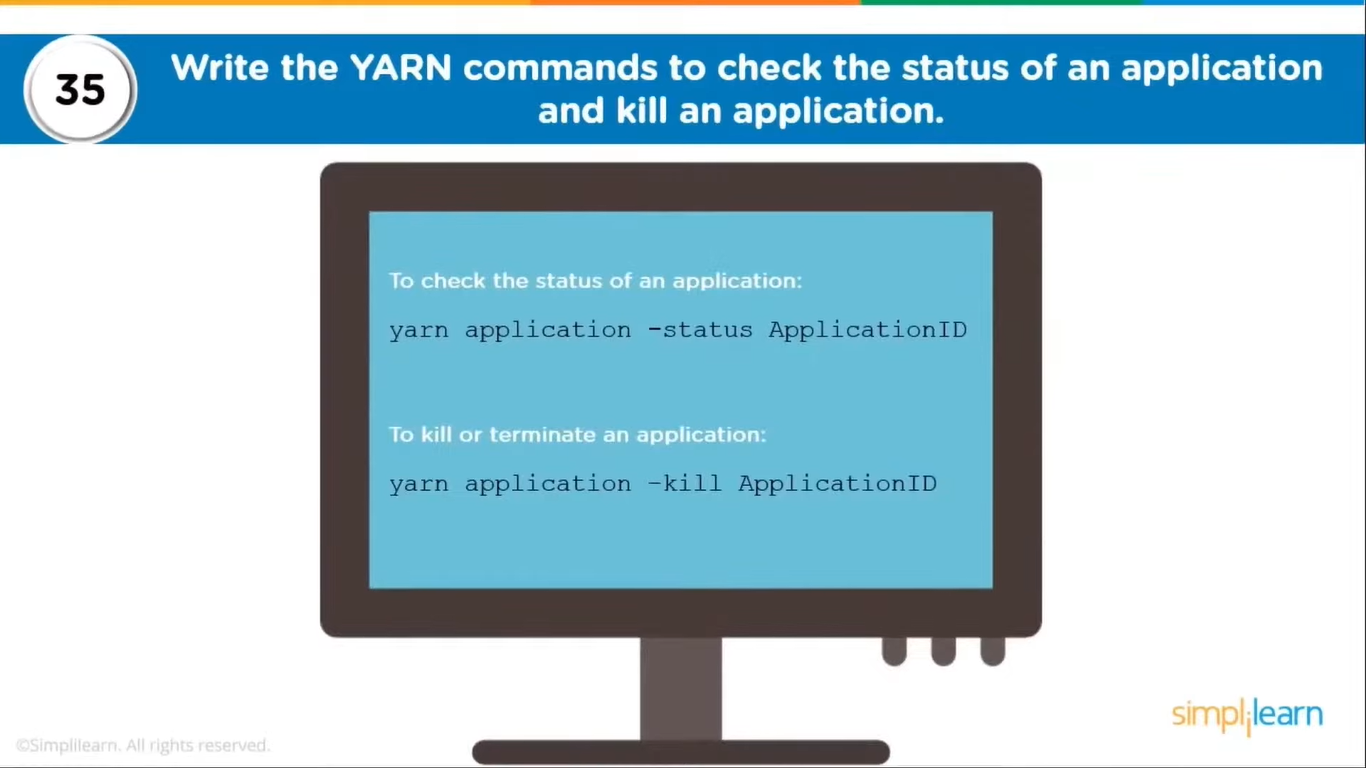 35
Write the YARN commands to check the status of an application
and kill an application.
To check the status of an application:
yarn application -status ApplicationID
To kill or terminate an application:
yarn application –kill ApplicationID
simplilearn
©Simplilearn. All rights reserved.